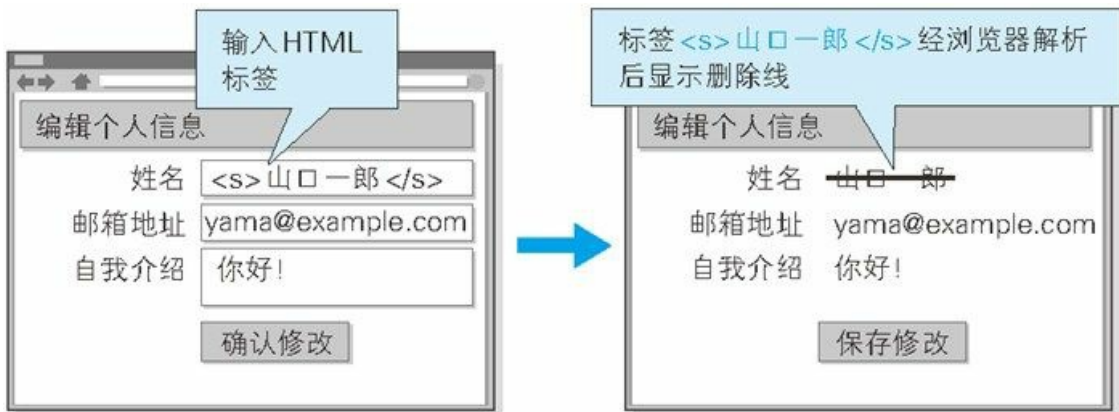 输入HTML
标签
编辑个人信息
姓名 <s>山口一郎</s>
邮箱地址 yama@example.com
自我介绍 你好!
确认修改
标签<s>山口一郎</s>经浏览器解析
后显示删除线
编辑个人信息
姓名 山口一郎
邮箱地址 yama@example.com
自我介绍 你好!
保存修改